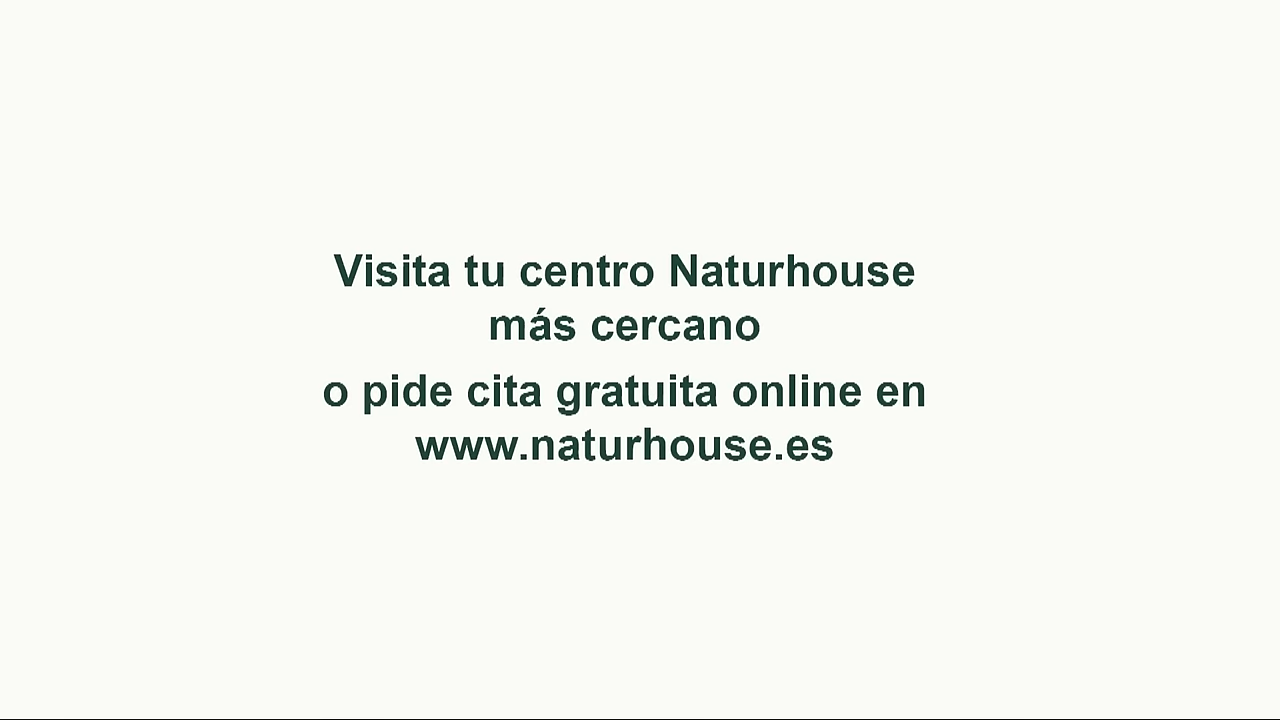 Visita tu centro Naturhouse
más cercano
o pide cita gratuita online en
www.naturhouse.es